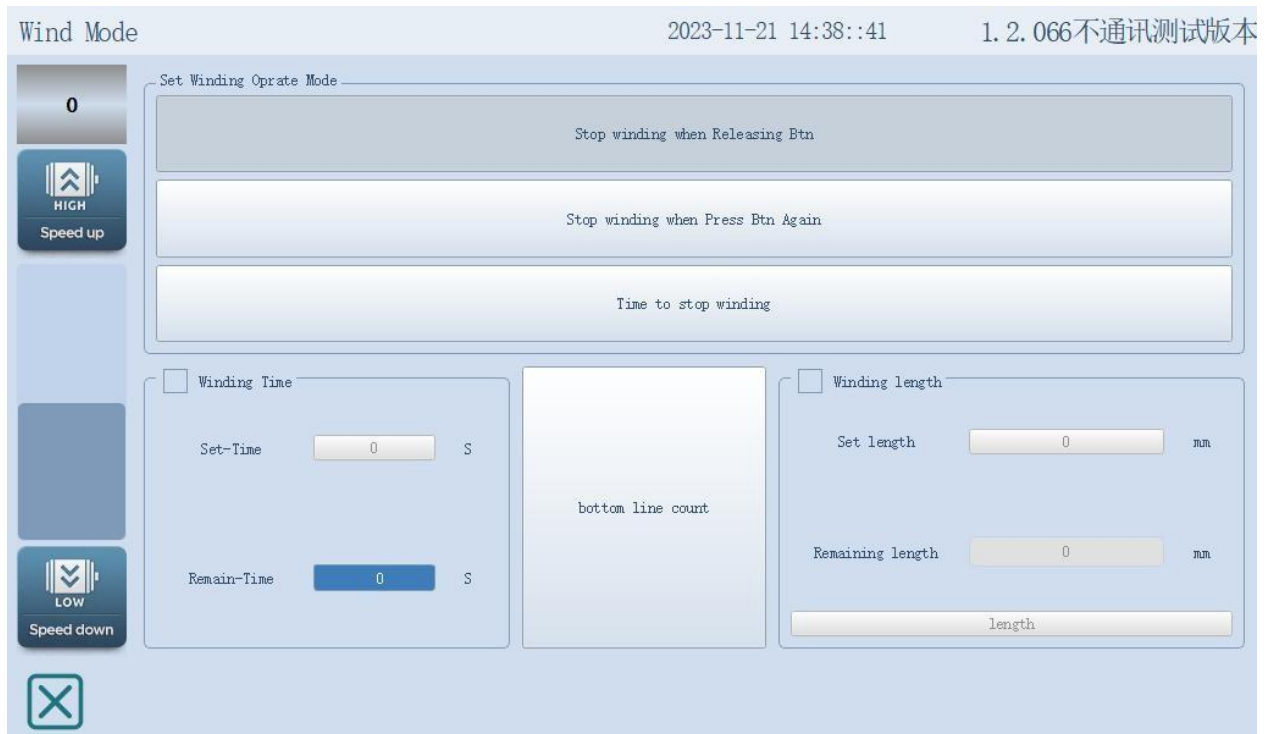 Wind Mode
2023-11-21 14:38::41
1.2.066不通讯测试版本
0
HIGH
Speed up
LOW
Speed down
Set Winding Oprate Mode
Stop winding when Releasing Btn
Stop winding when Press Btn Again
Time to stop winding
Winding Time
Set-Time 0 S
Remain-Time 0 S
bottom line count
Winding length
Set length 0 mm
Remaining length 0 mm
length